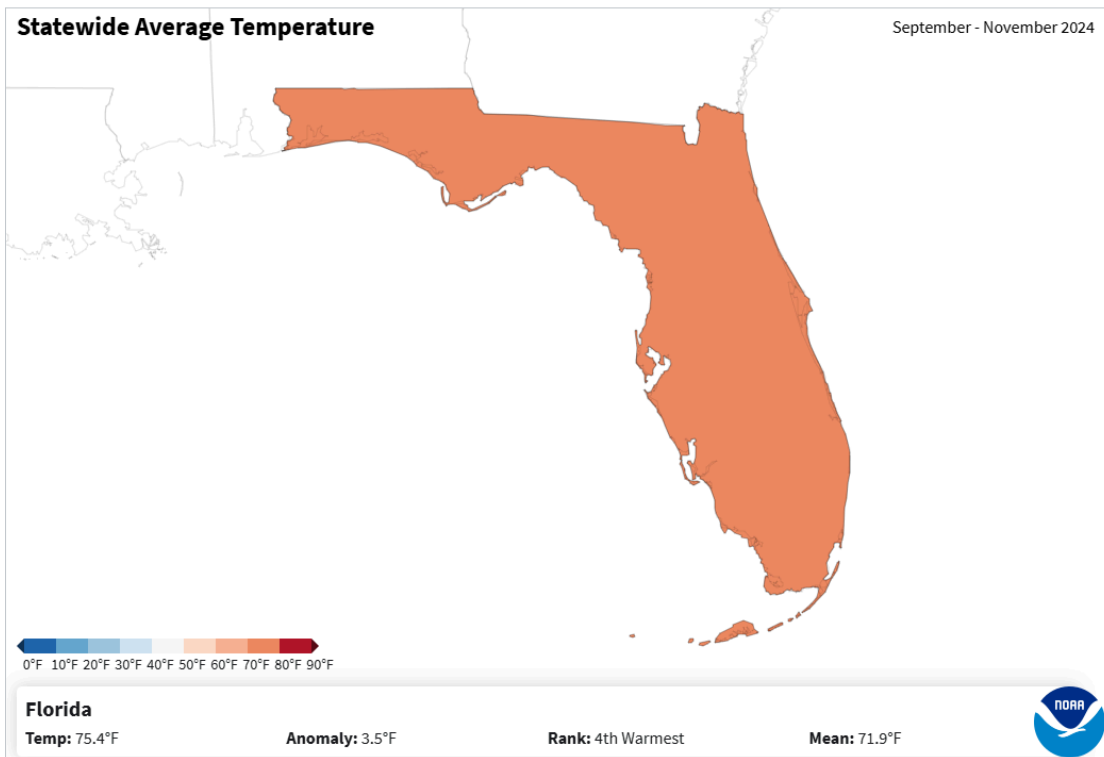 Statewide Average Temperature
September - November 2024
0°F 10°F 20°F 30°F 40°F 50°F 60°F 70°F 80°F 90°F
Florida
Temp: 75.4°F Anomaly: 3.5°F Rank: 4th Warmest Mean: 71.9°F
NOAA